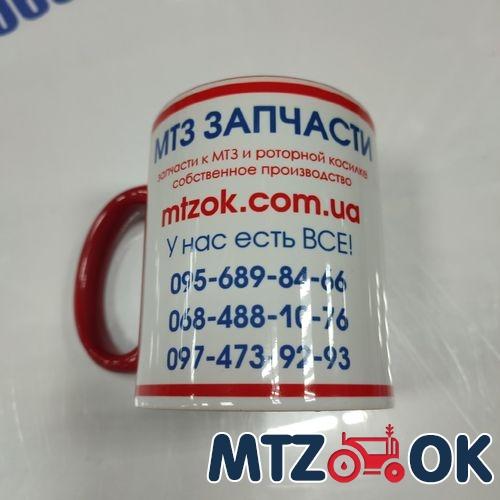 МТЗ ЗАПЧАСТИ
запчасти к МТЗ и роторной косилке
собственное производство
mtzok.com.ua
У нас есть ВСЕ!
095-689-84-66
068-488-10-76
097-473-92-93
MTZ OK